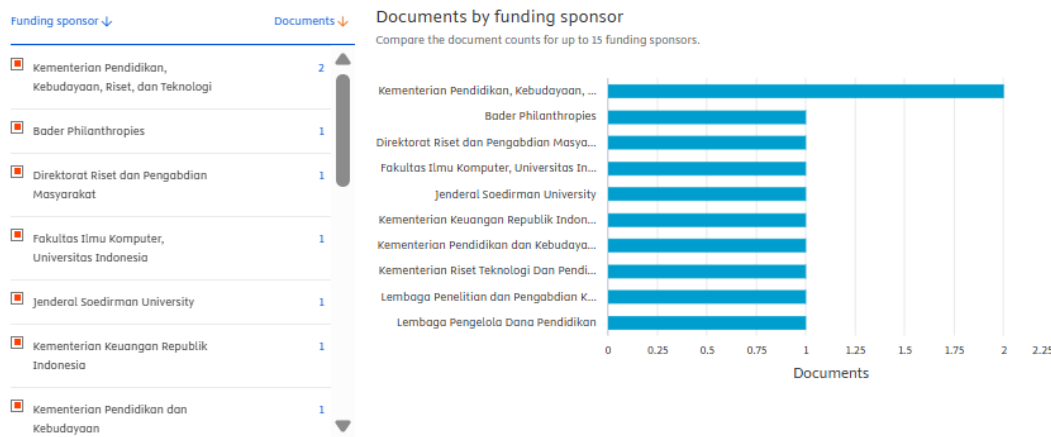 Funding sponsor Documents
Kementerian Pendidikan, 2
Kebudayaan, Riset, dan Teknologi
Bader Philanthropies 1
Direktorat Riset dan Pengabdian 1
Masyarakat
Fakultas Ilmu Komputer, 1
Universitas Indonesia
Jenderal Soedirman University 1
Kementerian Keuangan Republik 1
Indonesia
Kementerian Pendidikan dan 1
Kebudayaan
Documents by funding sponsor
Compare the document counts for up to 15 funding sponsors.
Kementerian Pendidikan, Kebudayaan, ...
Bader Philanthropies
Direktorat Riset dan Pengabdian Masya...
Fakultas Ilmu Komputer, Universitas In...
Jenderal Soedirman University
Kementerian Keuangan Republik Indon...
Kementerian Pendidikan dan Kebudaya...
Kementerian Riset Teknologi Dan Pendi...
Lembaga Penelitian dan Pengabdian K...
Lembaga Pengelola Dana Pendidikan
0 0.25 0.5 0.75 1 1.25 1.5 1.75 2 2.25
Documents